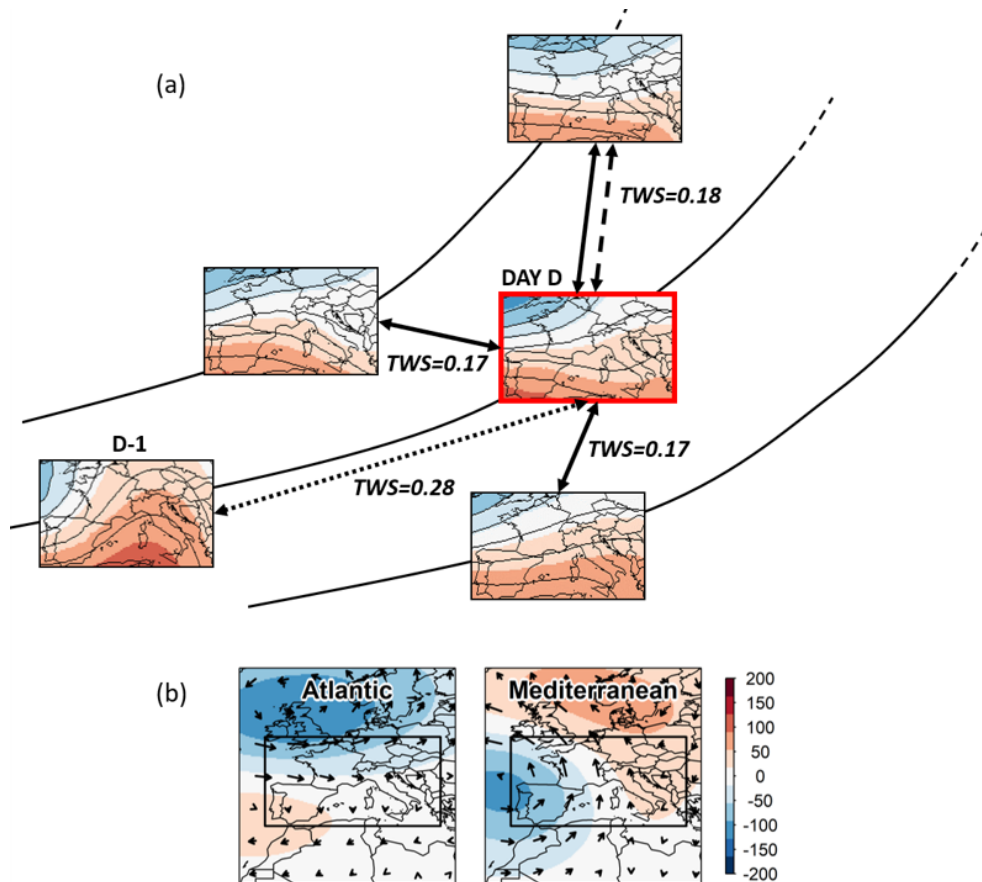 (a)
TWS=0.18
DAY D
TWS=0.17
D-1
TWS=0.17
TWS=0.28
(b)
Atlantic
Mediterranean
200
150
100
50
0
-50
-100
-150
-200